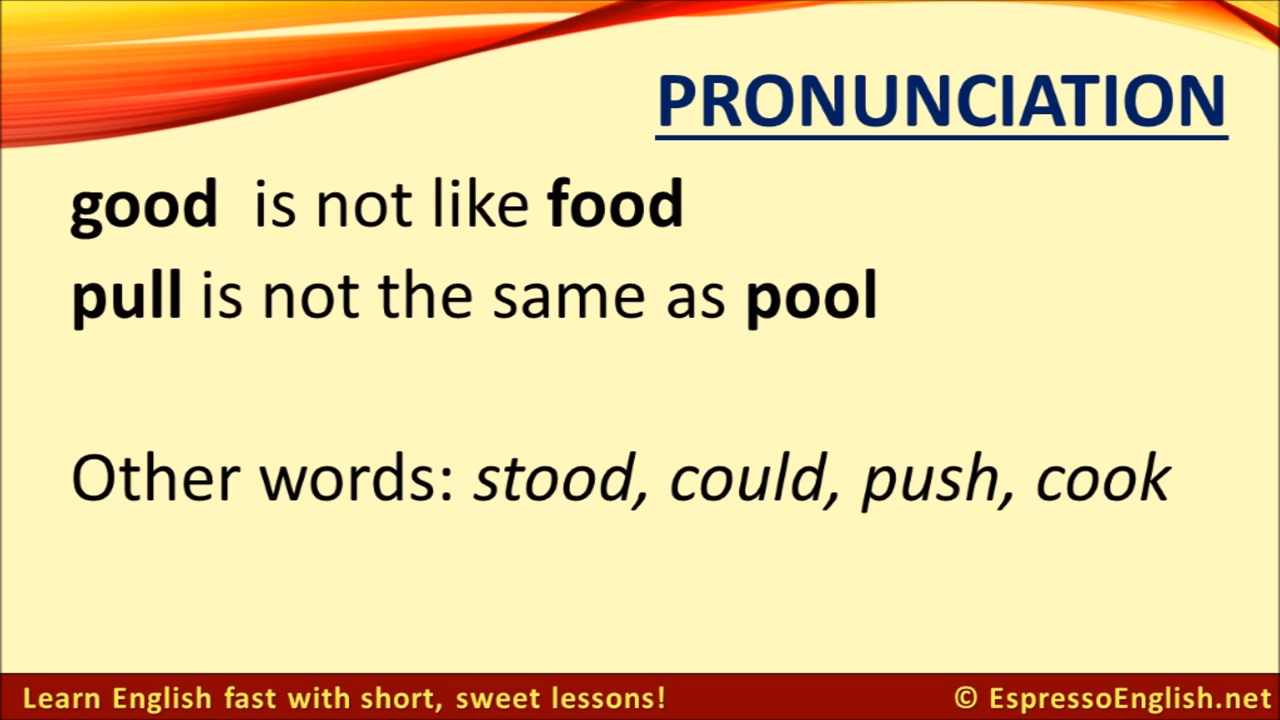 PRONUNCIATION
good is not like food
pull is not the same as pool
Other words: stood, could, push, cook
Learn English fast with short, sweet lessons!
© EspressoEnglish.net